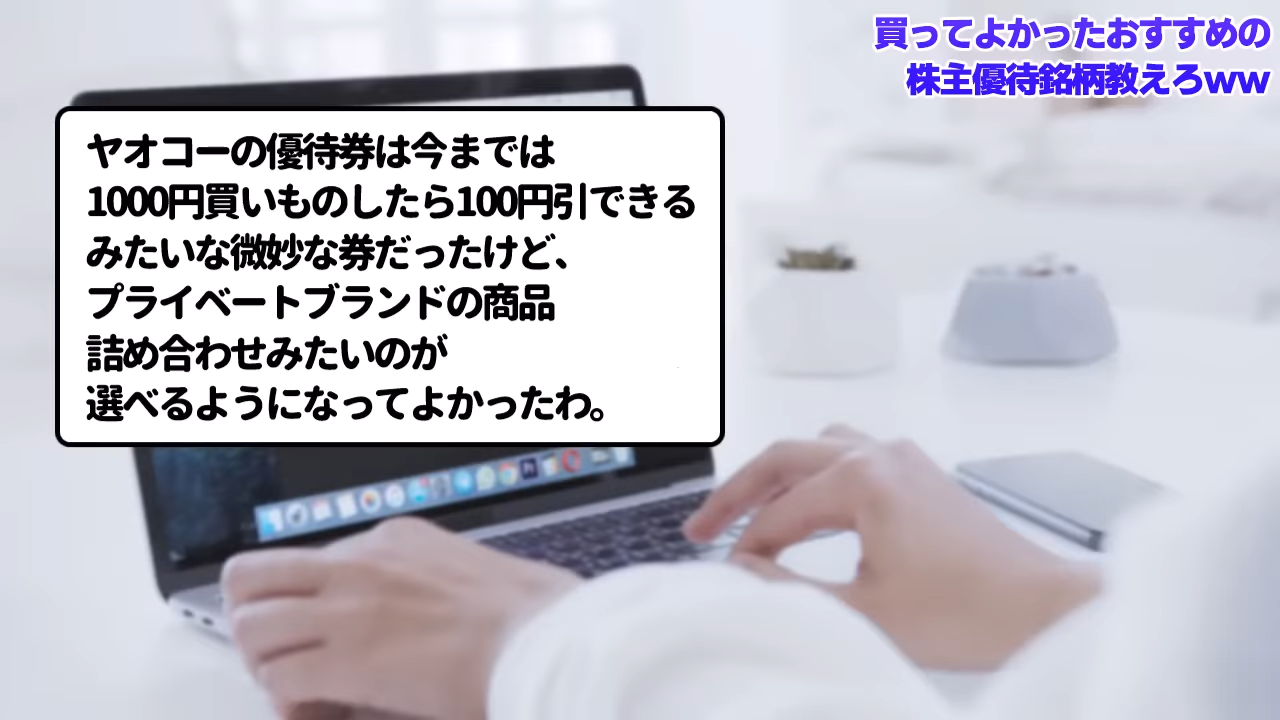 買ってよかったおすすめの
株主優待銘柄教えろww
ヤオコーの優待券は今までは
1000円買いものしたら100円引できる
みたいな微妙な券だったけど、
プライベートブランドの商品
詰め合わせみたいのが
選べるようになってよかったわ。